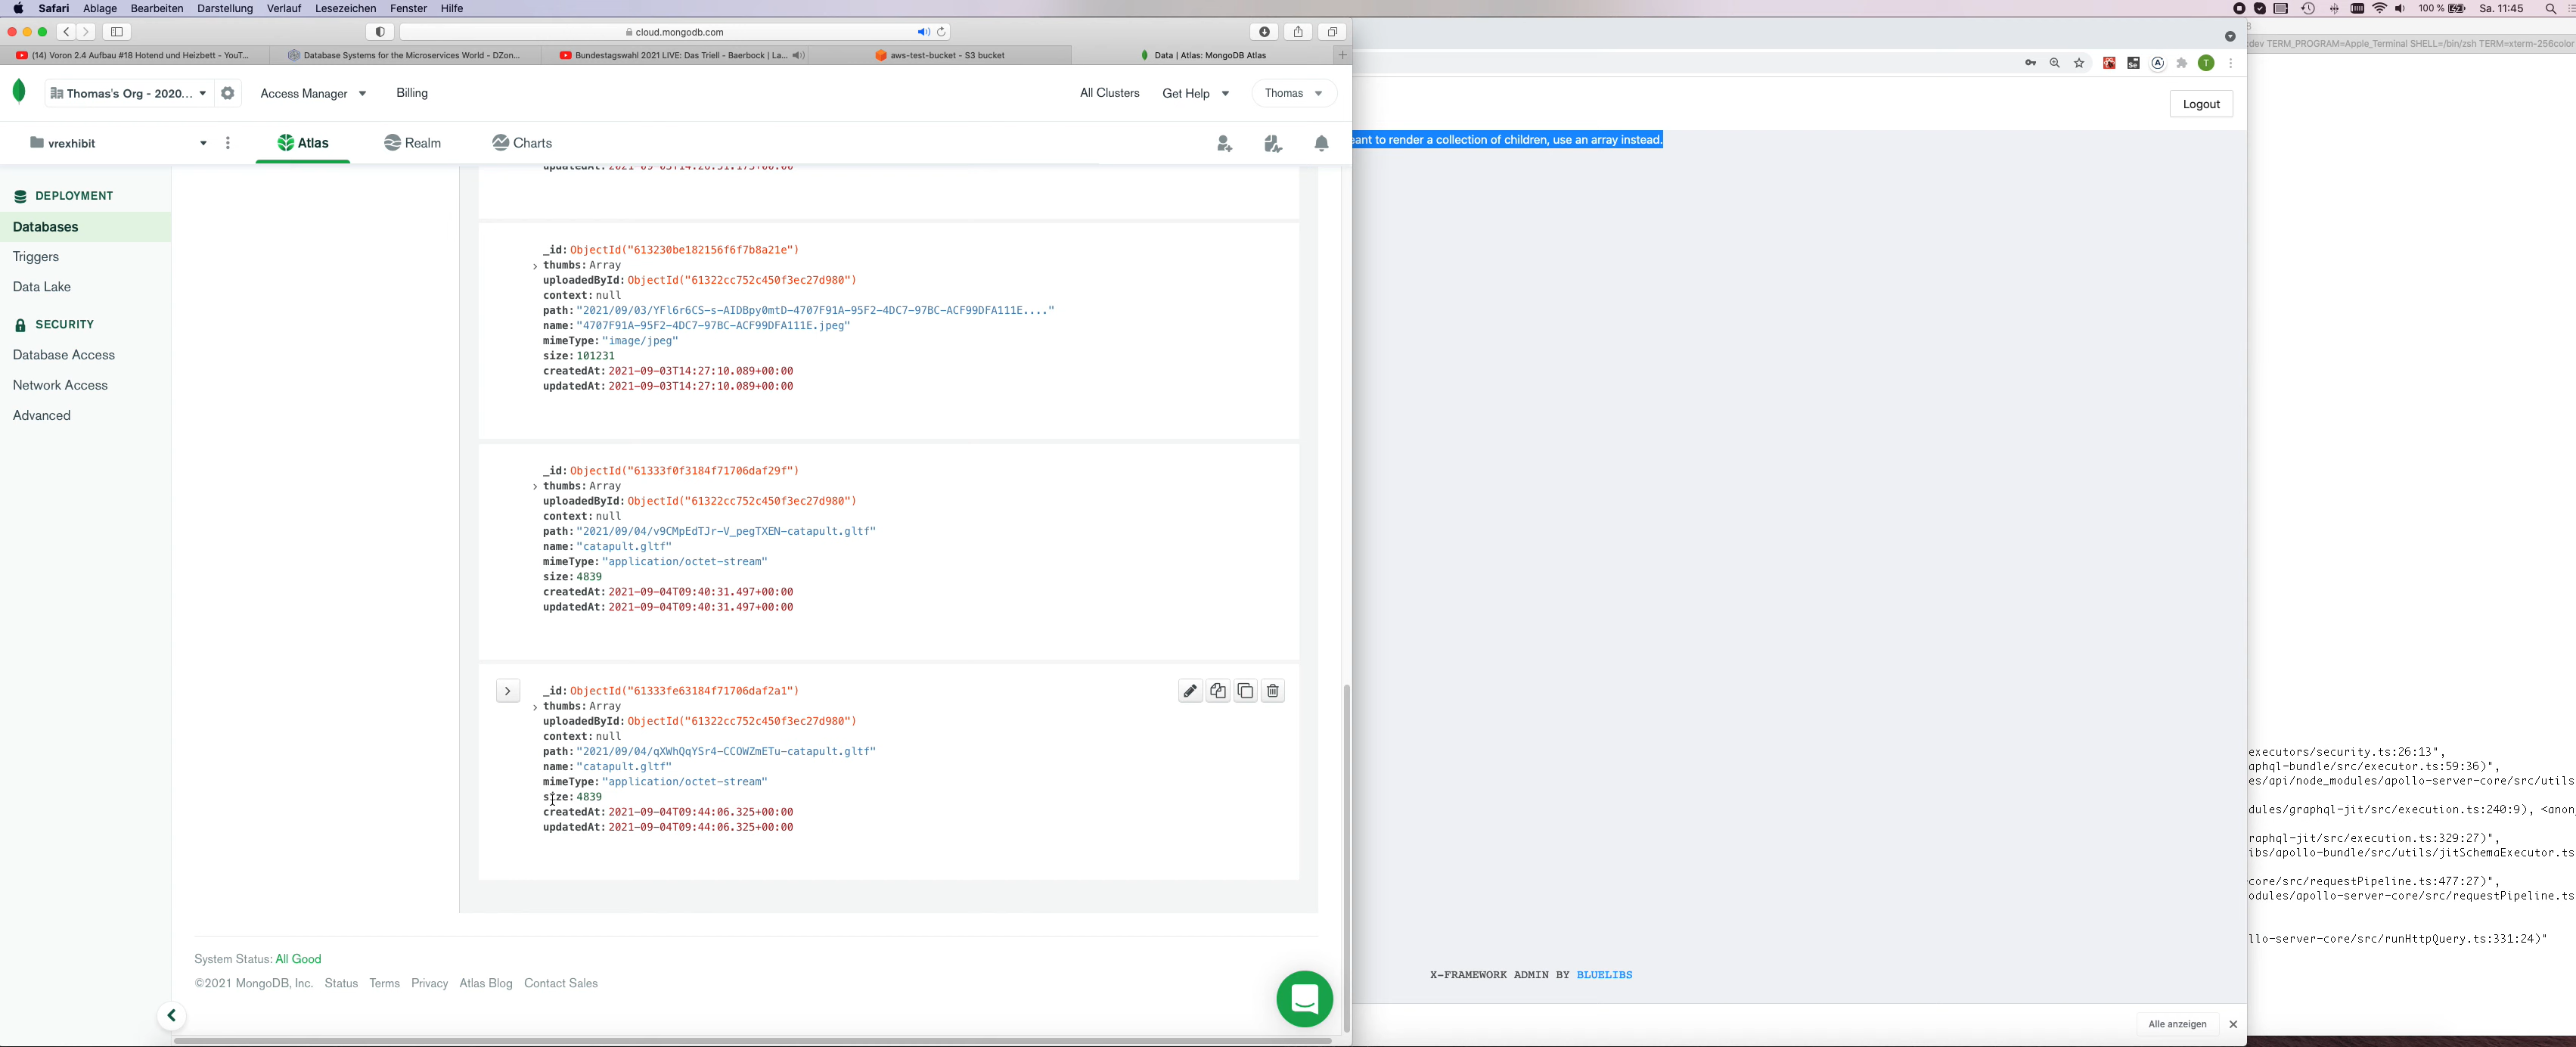 Safari Ablage Bearbeiten Darstellung Verlauf Lesezeichen Fenster Hilfe
100 % Sa. 11:45
cloud.mongodb.com
(14) Voron 2.4 Aufbau #18 Hotend und Heizbett - YouT...
Database Systems for the Microservices World - DZon...
Bundestagswahl 2021 LIVE: Das Triell - Baerbock | La...
aws-test-bucket - S3 bucket
Data | Atlas: MongoDB Atlas
cdev TERM_PROGRAM=Apple_Terminal SHELL=/bin/zsh TERM=xterm-256color
Thomas's Org - 2020... Access Manager Billing
All Clusters Get Help Thomas
Logout
vrexhibit Atlas Realm Charts
eant to render a collection of children, use an array instead.
DEPLOYMENT
Databases
Triggers
Data Lake
SECURITY
Database Access
Network Access
Advanced
_id: ObjectId("613230be182156f6f7b8a21e")
thumbs: Array
uploadedById: ObjectId("61322cc752c450f3ec27d980")
context: null
path: "2021/09/03/YFl6r6CS-s-AIDBpy0mtD-4707F91A-95F2-4DC7-97BC-ACF99DFA111E...."
name: "4707F91A-95F2-4DC7-97BC-ACF99DFA111E.jpeg"
mimeType: "image/jpeg"
size: 101231
createdAt: 2021-09-03T14:27:10.089+00:00
updatedAt: 2021-09-03T14:27:10.089+00:00
_id: ObjectId("61333f0f3184f71706daf29f")
thumbs: Array
uploadedById: ObjectId("61322cc752c450f3ec27d980")
context: null
path: "2021/09/04/v9CMpEdTJr-V_pegTXEN-catapult.gltf"
name: "catapult.gltf"
mimeType: "application/octet-stream"
size: 4839
createdAt: 2021-09-04T09:40:31.497+00:00
updatedAt: 2021-09-04T09:40:31.497+00:00
_id: ObjectId("61333fe63184f71706daf2a1")
thumbs: Array
uploadedById: ObjectId("61322cc752c450f3ec27d980")
context: null
path: "2021/09/04/qXWhQqYSr4-CCOWZmETu-catapult.gltf"
name: "catapult.gltf"
mimeType: "application/octet-stream"
size: 4839
createdAt: 2021-09-04T09:44:06.325+00:00
updatedAt: 2021-09-04T09:44:06.325+00:00
System Status: All Good
©2021 MongoDB, Inc. Status Terms Privacy Atlas Blog Contact Sales
X-FRAMEWORK ADMIN BY BLUELIBS
Alle anzeigen
executors/security.ts:26:13",
aphql-bundle/src/executor.ts:59:36)",
es/api/node_modules/apollo-server-core/src/utils
dules/graphql-jit/src/execution.ts:240:9), <anon
raphql-jit/src/execution.ts:329:27)",
ibs/apollo-bundle/src/utils/jitSchemaExecutor.ts
core/src/requestPipeline.ts:477:27)",
odules/apollo-server-core/src/requestPipeline.ts
llo-server-core/src/runHttpQuery.ts:331:24)"